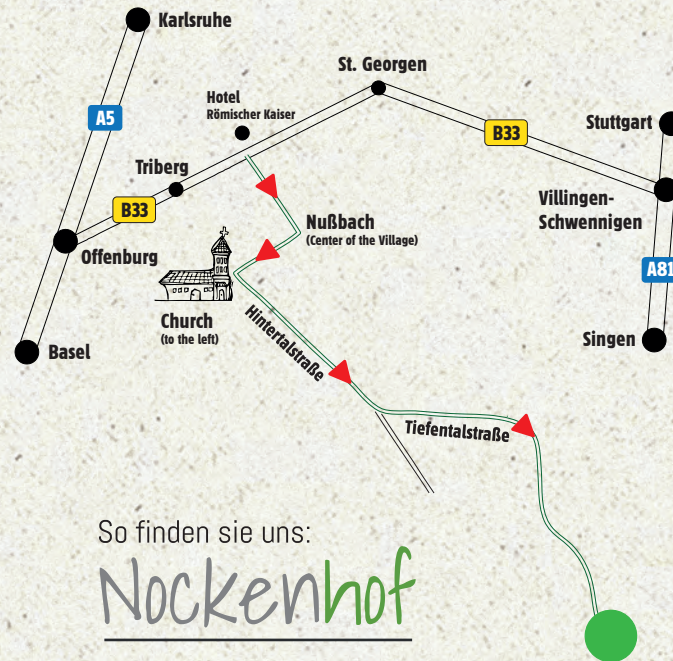 Karlsruhe
A5
St. Georgen
Hotel
Römischer Kaiser
B33
Stuttgart
Triberg
B33
Villingen-
Schwennigen
Nußbach
(Center of the Village)
Offenburg
A81
Church
(to the left)
Hintertalstraße
Singen
Basel
Tiefentalstraße
So finden sie uns:
Nockenhof